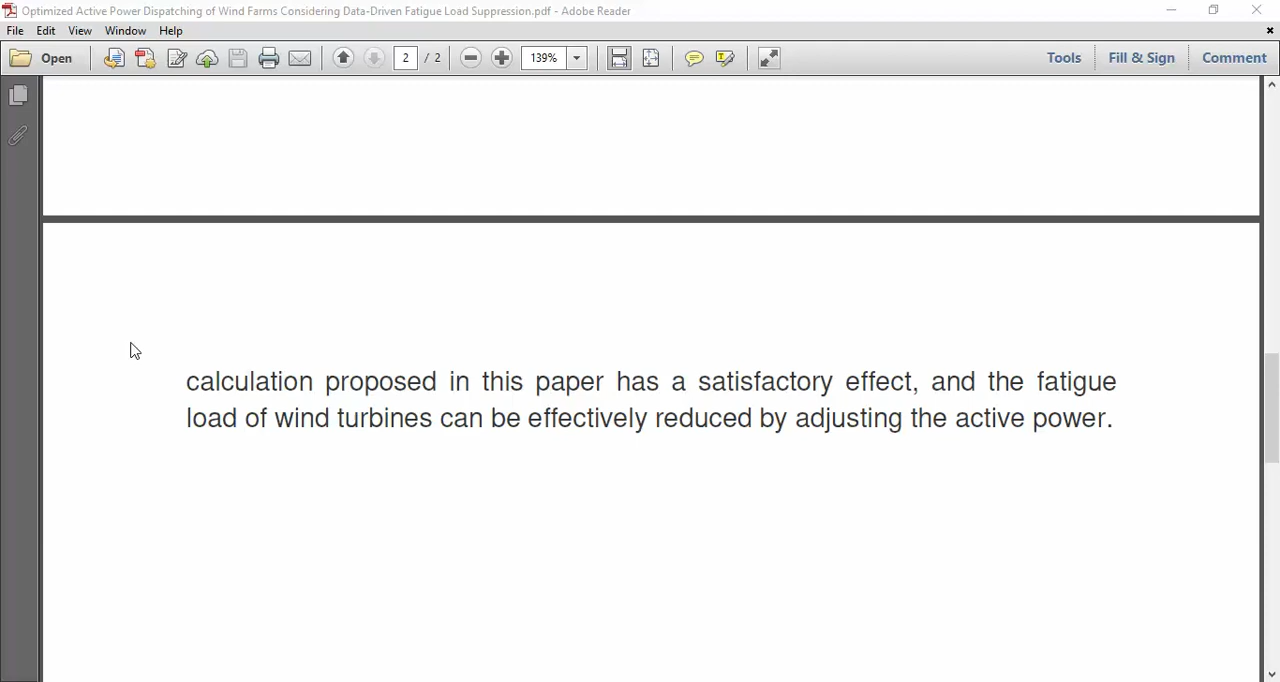 Optimized Active Power Dispatching of Wind Farms Considering Data-Driven Fatigue Load Suppression.pdf - Adobe Reader
File Edit View Window Help
Open 2 / 2 139% Tools Fill & Sign Comment
calculation proposed in this paper has a satisfactory effect, and the fatigue
load of wind turbines can be effectively reduced by adjusting the active power.